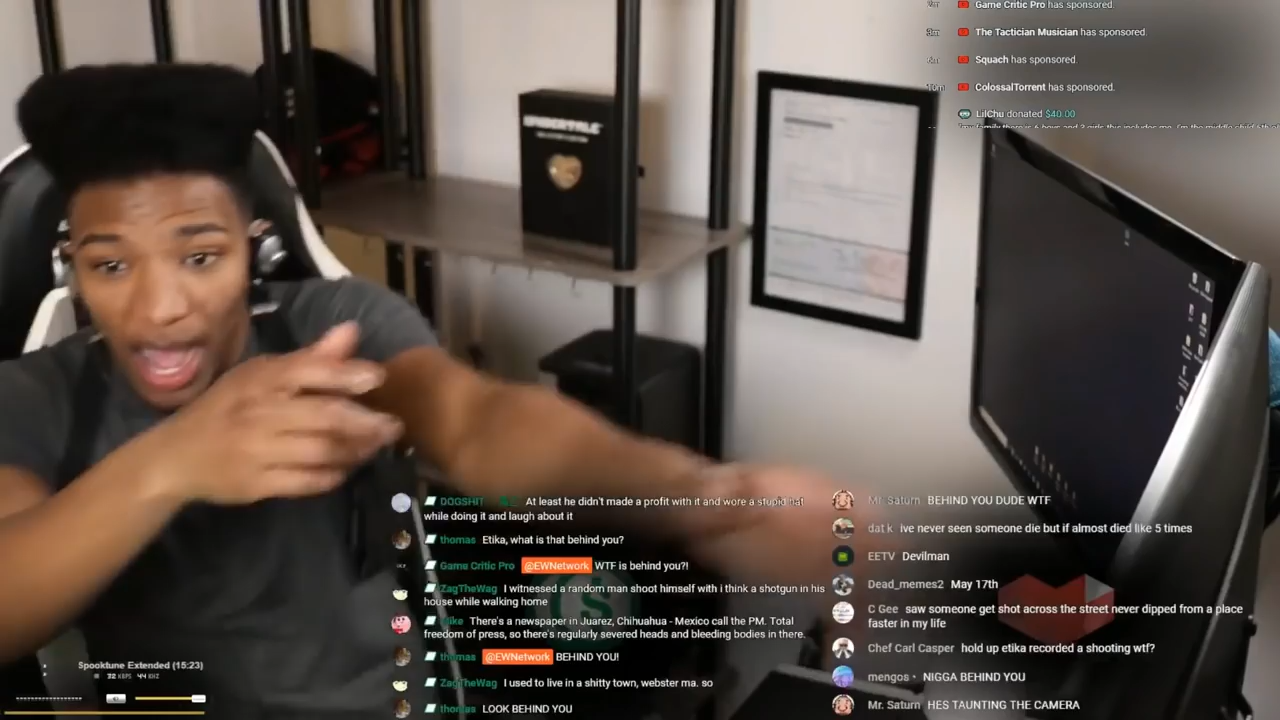 Game Critic Pro has sponsored.
3m The Tactician Musician has sponsored.
6m Squach has sponsored.
10m ColossalTorrent has sponsored.
LilChu donated $40.00
UNDERTALE
DOGSHIT At least he didn't made a profit with it and wore a stupid hat
while doing it and laugh about it
thomas Etika, what is that behind you?
Game Critic Pro @EWNetwork WTF is behind you?!
ZagTheWag I witnessed a random man shoot himself with i think a shotgun in his
house while walking home
There's a newspaper in Juarez, Chihuahua - Mexico call the PM. Total
freedom of press, so there's regularly severed heads and bleeding bodies in there.
thomas @EWNetwork BEHIND YOU!
ZagTheWag I used to live in a shitty town, webster ma. so
thomas LOOK BEHIND YOU
Mr. Saturn BEHIND YOU DUDE WTF
dat k ive never seen someone die but if almost died like 5 times
EETV Devilman
Dead_memes2 May 17th
C Gee saw someone get shot across the street never dipped from a place
faster in my life
Chef Carl Casper hold up etika recorded a shooting wtf?
mengos • NIGGA BEHIND YOU
Mr. Saturn HES TAUNTING THE CAMERA
Spooktune Extended (15:23)
32 KBPS 44 KHZ